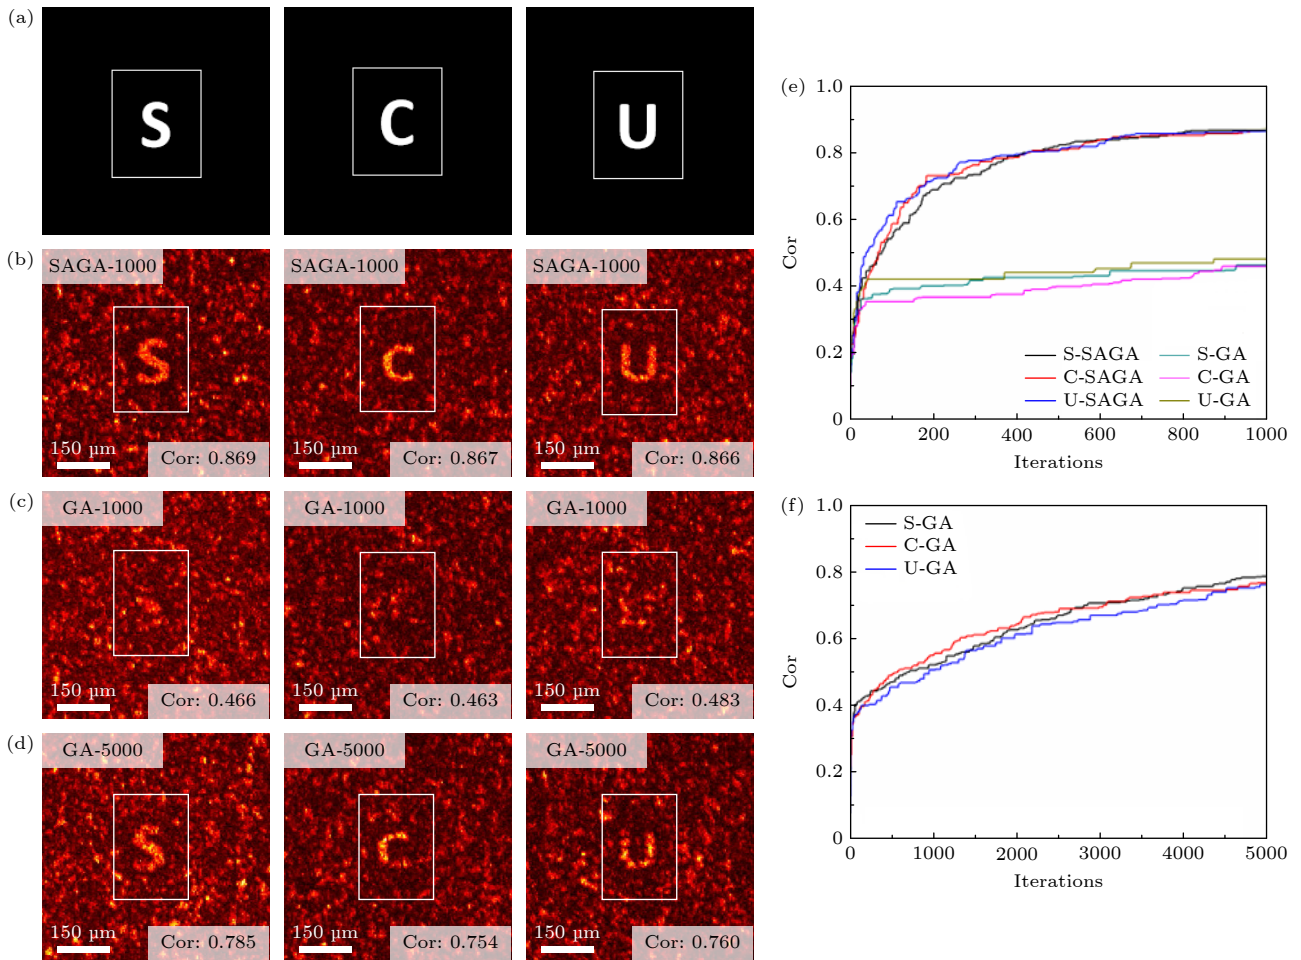 (a)
S C U
(b)
SAGA-1000 SAGA-1000 SAGA-1000
S C U
150 µm 150 µm 150 µm
Cor: 0.869 Cor: 0.867 Cor: 0.866
(c)
GA-1000 GA-1000 GA-1000
150 µm 150 µm 150 µm
Cor: 0.466 Cor: 0.463 Cor: 0.483
(d)
GA-5000 GA-5000 GA-5000
S C U
150 µm 150 µm 150 µm
Cor: 0.785 Cor: 0.754 Cor: 0.760
(e)
1.0
0.8
0.6
0.4
0.2
0
Cor
S-SAGA S-GA
C-SAGA C-GA
U-SAGA U-GA
0 200 400 600 800 1000
Iterations
(f)
1.0
0.8
0.6
0.4
0.2
0
Cor
S-GA
C-GA
U-GA
0 1000 2000 3000 4000 5000
Iterations